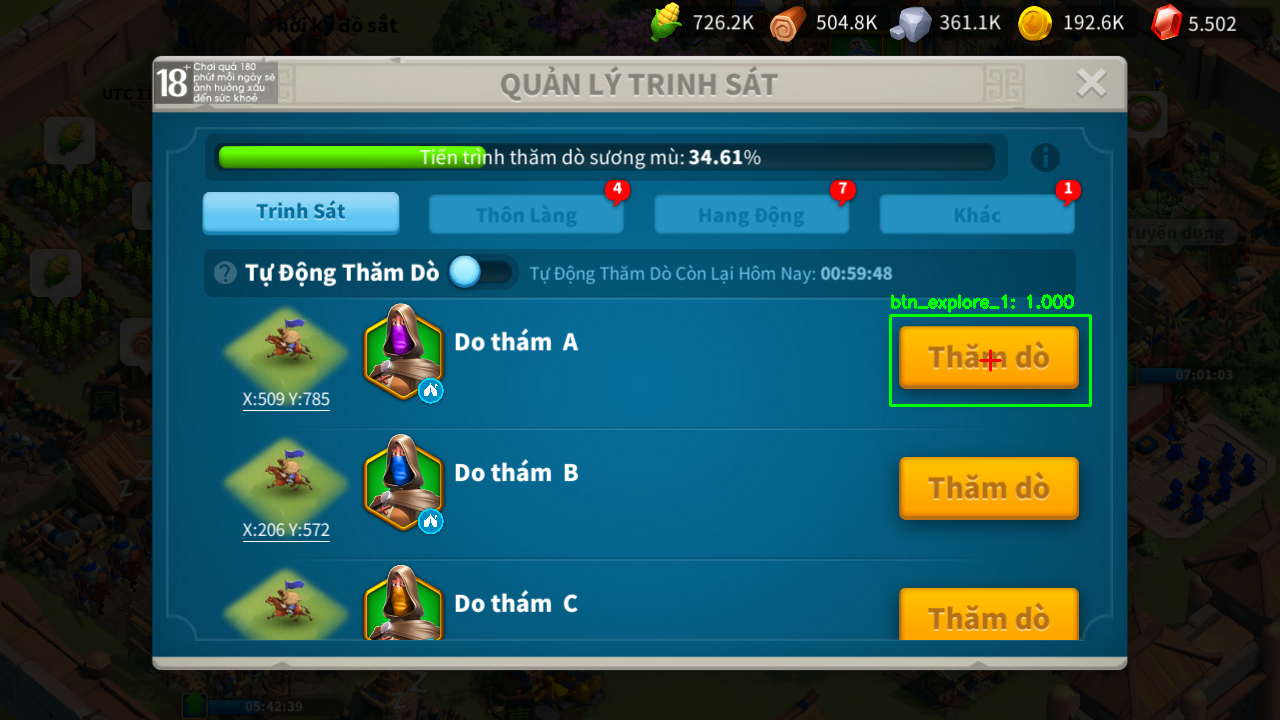 Thời kỳ đồ sắt
726.2K
504.8K
361.1K
192.6K
5.502
18+
Chơi quá 180
phút mỗi ngày sẽ
ảnh hưởng xấu
đến sức khoẻ
QUẢN LÝ TRINH SÁT
UTC 11
Tiến trình thăm dò sương mù: 34.61%
Trinh Sát
Thôn Làng
4
Hang Động
7
Khác
1
Tuyển dụng
Tự Động Thăm Dò
Tự Động Thăm Dò Còn Lại Hôm Nay: 00:59:48
btn_explore_1: 1.000
Do thám A
Thăm dò
X:509 Y:785
07:01:03
Do thám B
Thăm dò
X:206 Y:572
Do thám C
Thăm dò
05:42:39